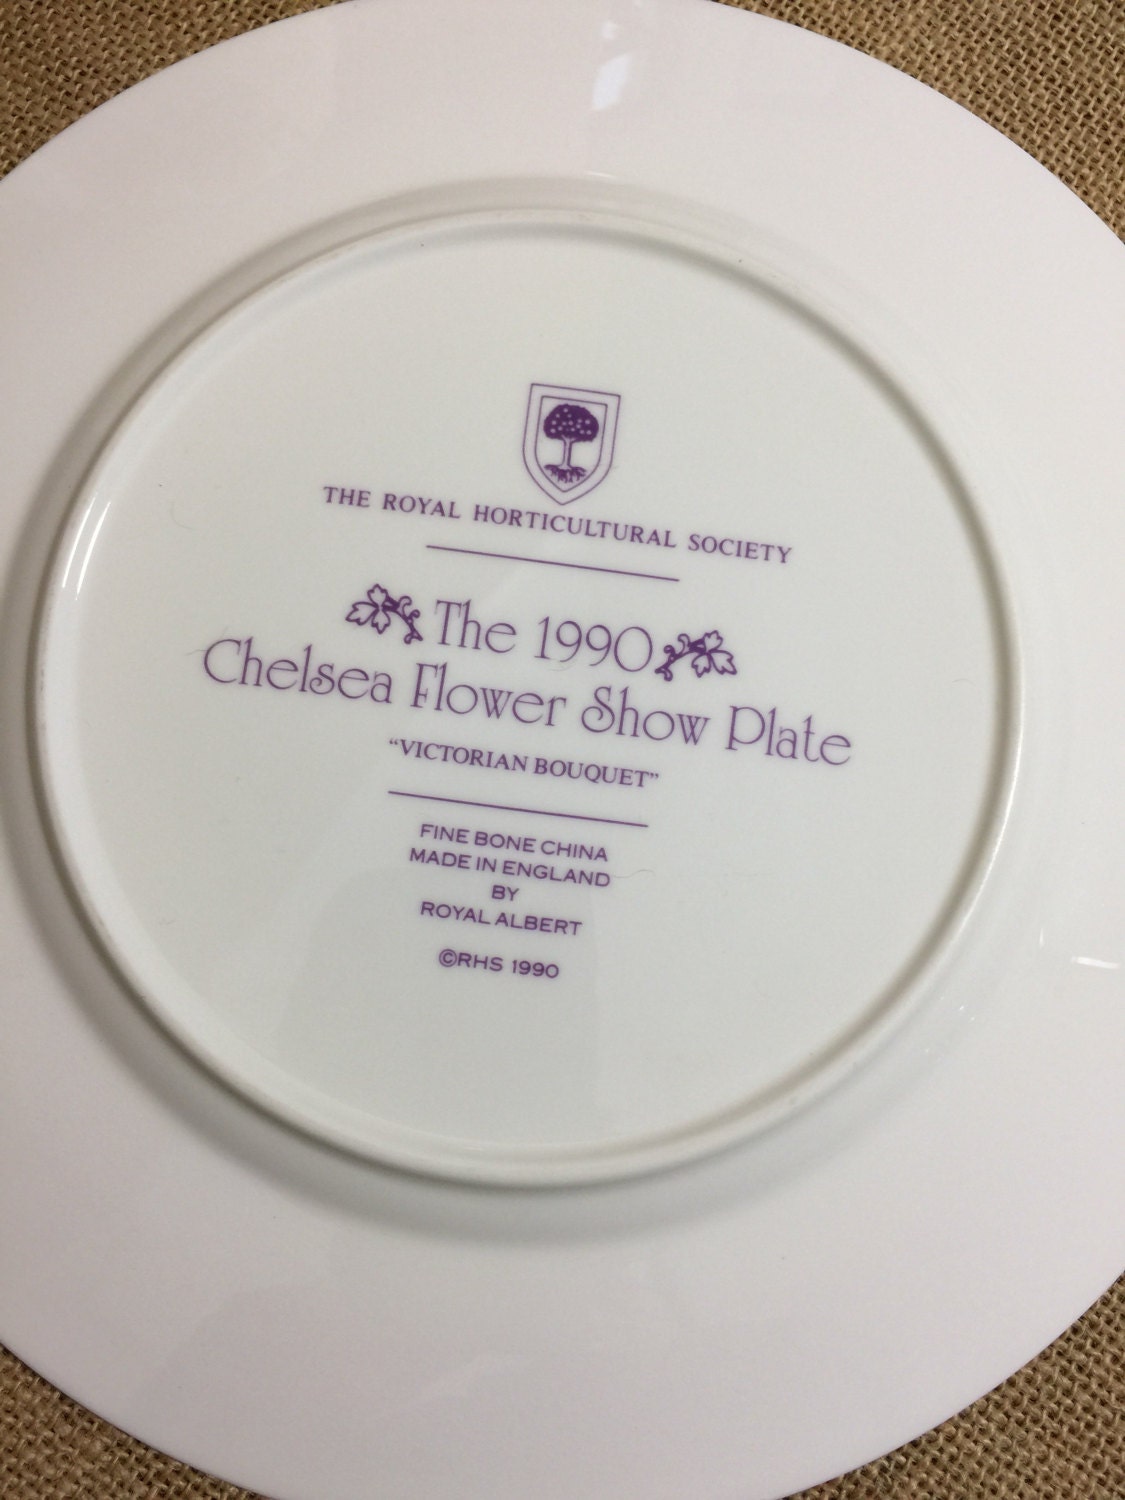 THE ROYAL HORTICULTURAL SOCIETY
The 1990
Chelsea Flower Show Plate
“VICTORIAN BOUQUET”
FINE BONE CHINA
MADE IN ENGLAND
BY
ROYAL ALBERT
©RHS 1990